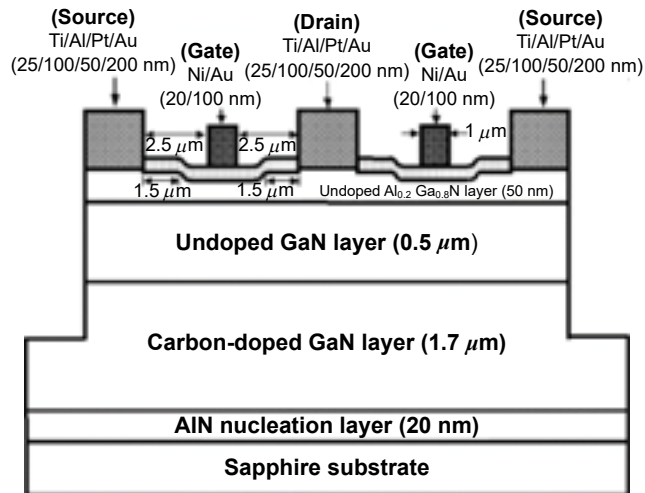 (Source)
Ti/Al/Pt/Au
(25/100/50/200 nm)
(Gate)
Ni/Au
(20/100 nm)
(Drain)
Ti/Al/Pt/Au
(25/100/50/200 nm)
(Gate)
Ni/Au
(20/100 nm)
(Source)
Ti/Al/Pt/Au
(25/100/50/200 nm)
2.5 μm
2.5 μm
1 μm
1.5 μm
1.5 μm
Undoped Al₀.₂ Ga₀.₈N layer (50 nm)
Undoped GaN layer (0.5 μm)
Carbon-doped GaN layer (1.7 μm)
AlN nucleation layer (20 nm)
Sapphire substrate